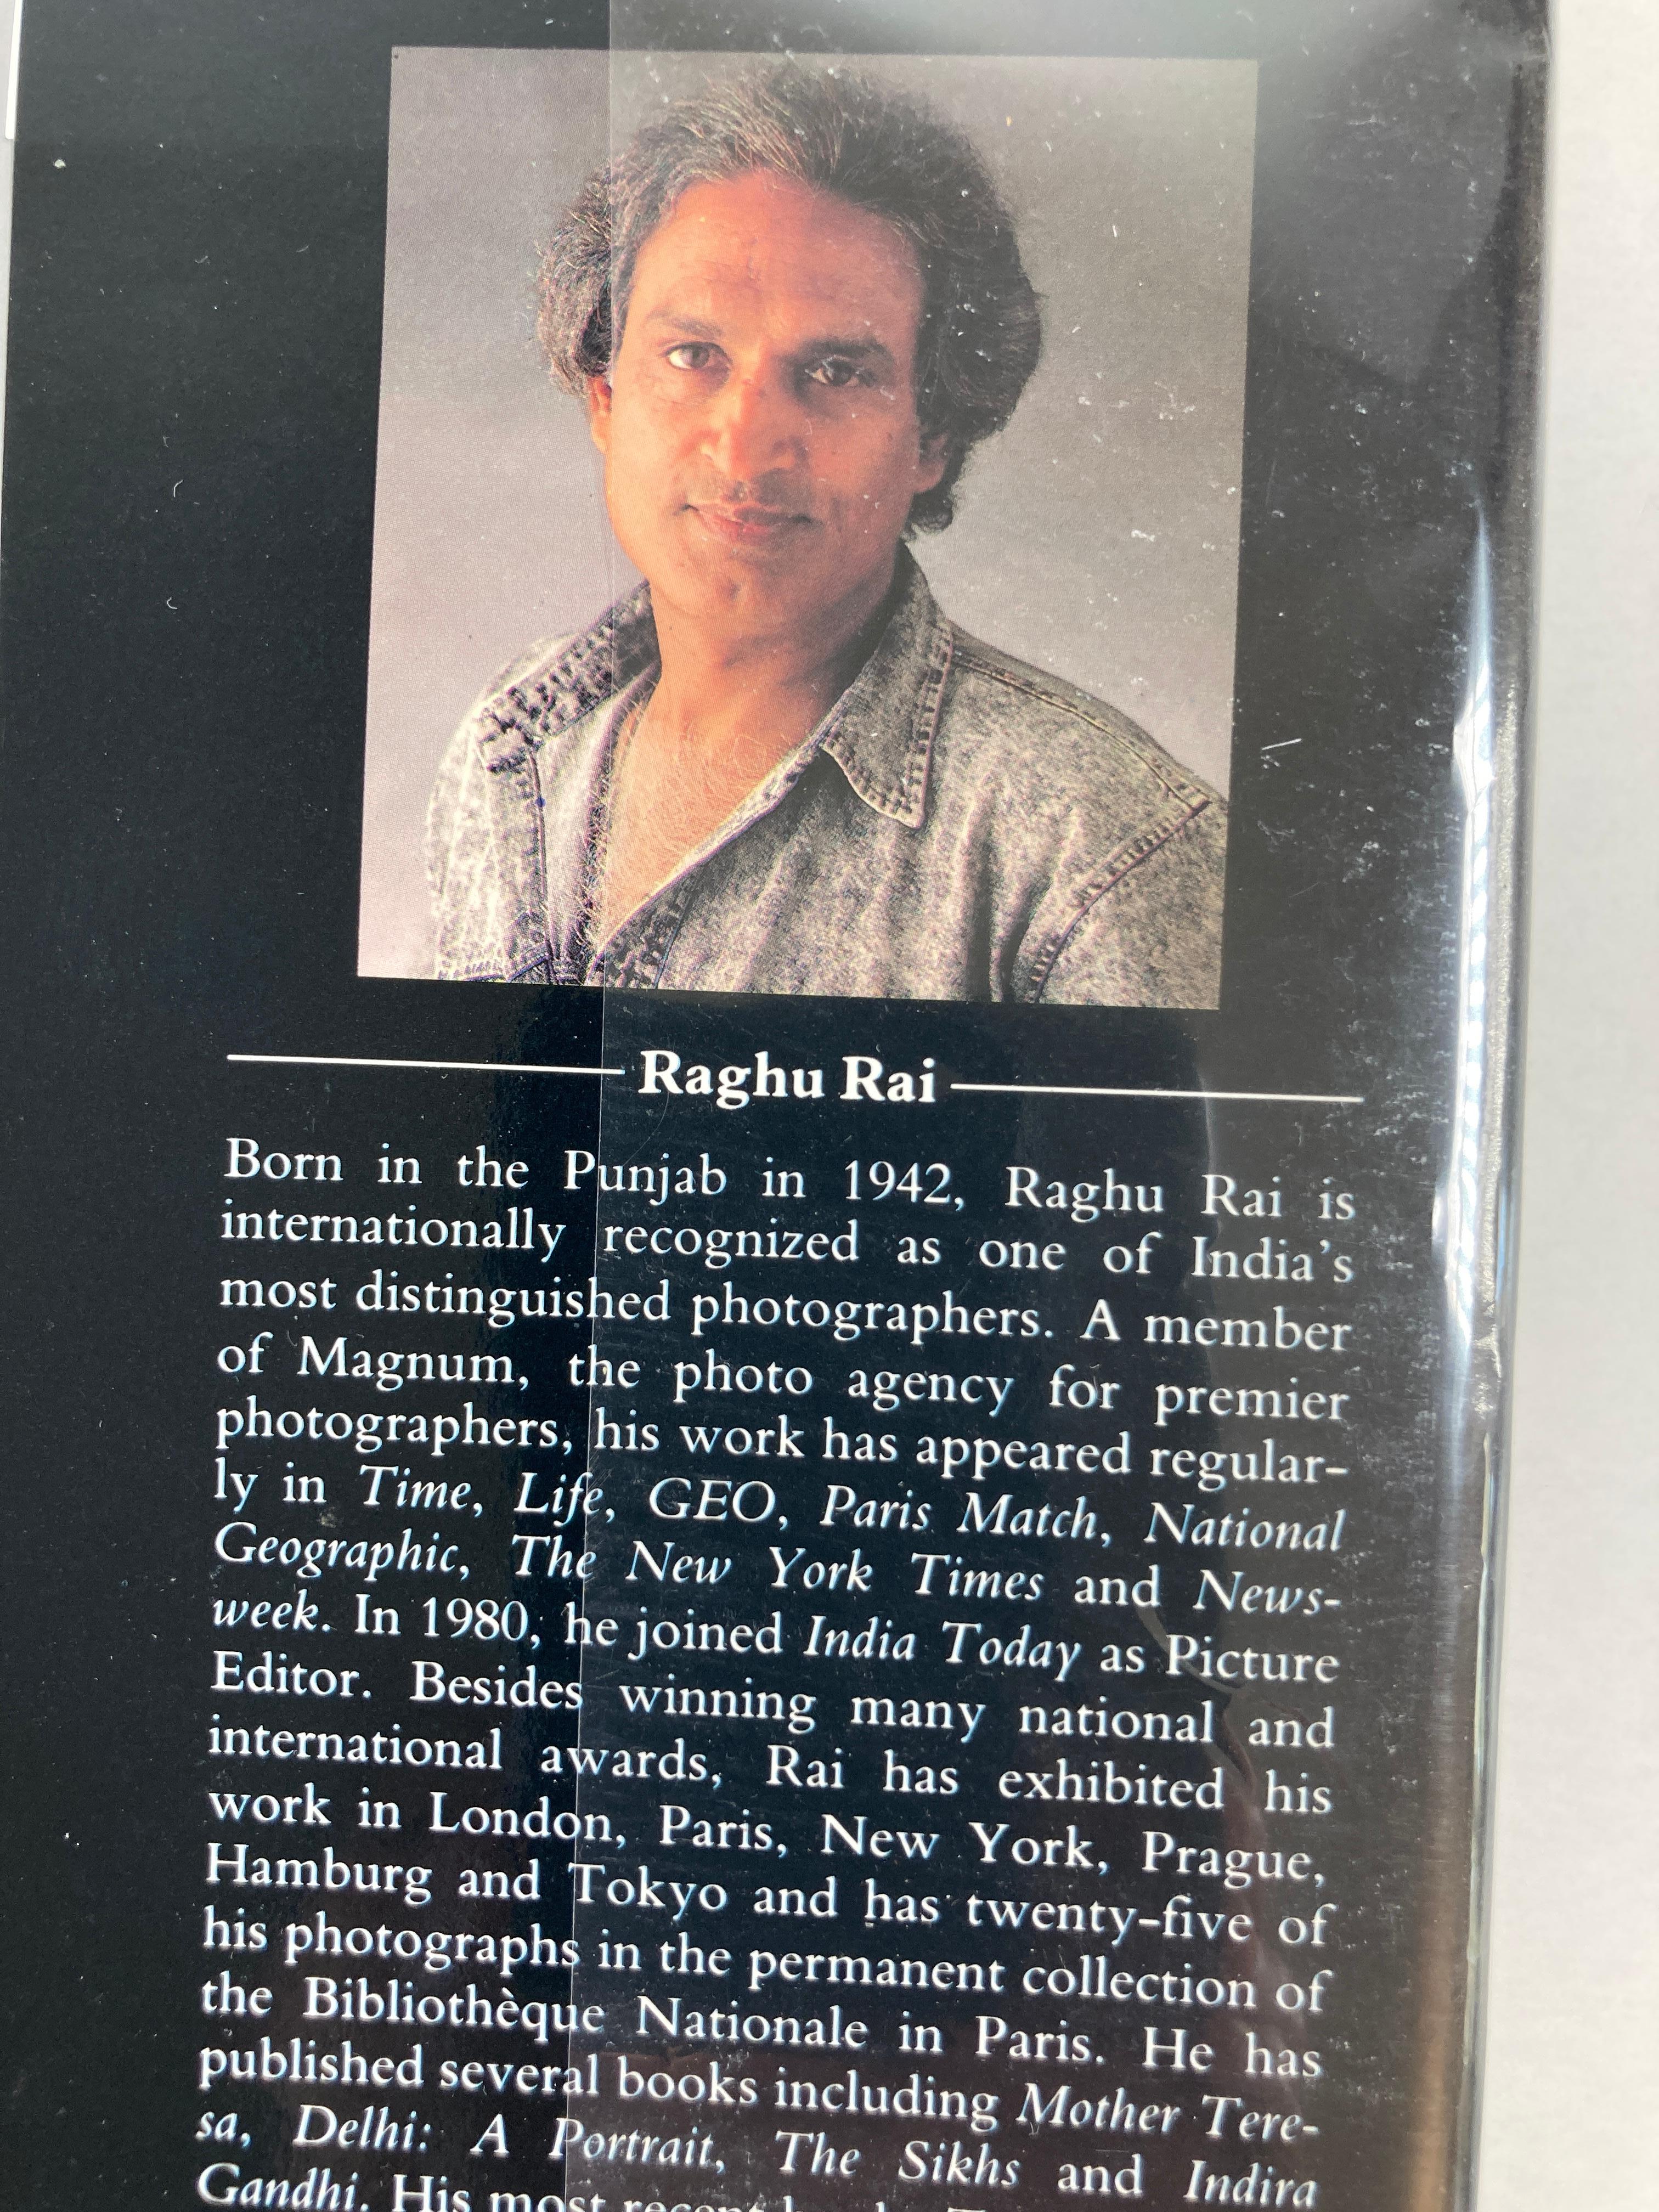 Raghu Rai
Born in the Punjab in 1942, Raghu Rai is
internationally recognized as one of India's
most distinguished photographers. A member
of Magnum, the photo agency for premier
photographers, his work has appeared regular-
ly in Time, Life, GEO, Paris Match, National
Geographic, The New York Times and News-
week. In 1980, he joined India Today as Picture
Editor. Besides winning many national and
international awards, Rai has exhibited his
work in London, Paris, New York, Prague,
Hamburg and Tokyo and has twenty-five of
his photographs in the permanent collection of
the Bibliothèque Nationale in Paris. He has
published several books including Mother Tere-
sa, Delhi: A Portrait, The Sikhs and Indira
Gandhi. His most recent